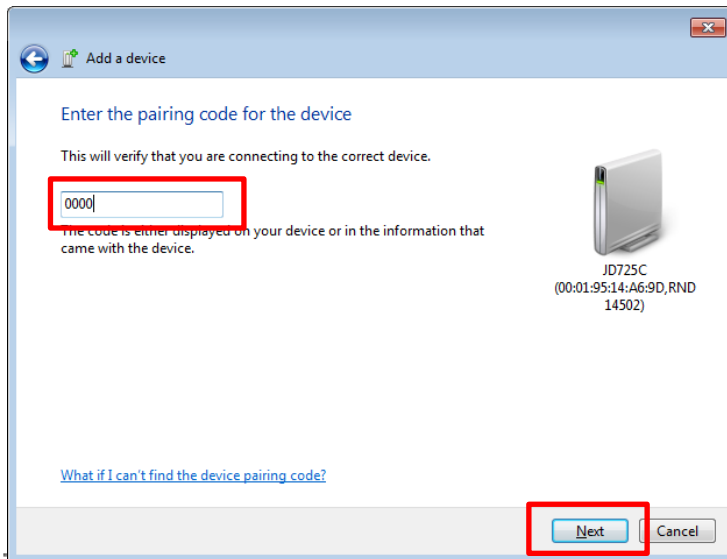 Add a device
Enter the pairing code for the device
This will verify that you are connecting to the correct device.
0000
The code is either displayed on your device or in the information that
came with the device.
JD725C
(00:01:95:14:A6:9D,RND
14502)
What if I can't find the device pairing code?
Next
Cancel